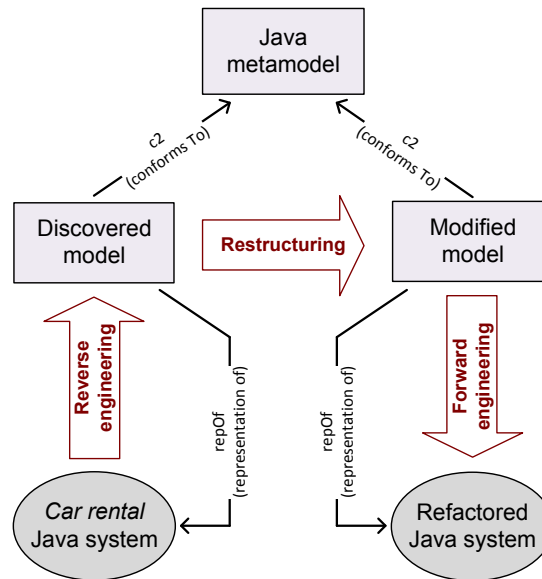 Java
metamodel
c2
(conforms To)
c2
(conforms To)
Discovered
model
Restructuring
Modified
model
Reverse
engineering
repOf
(representation of)
repOf
(representation of)
Forward
engineering
Car rental
Java system
Refactored
Java system